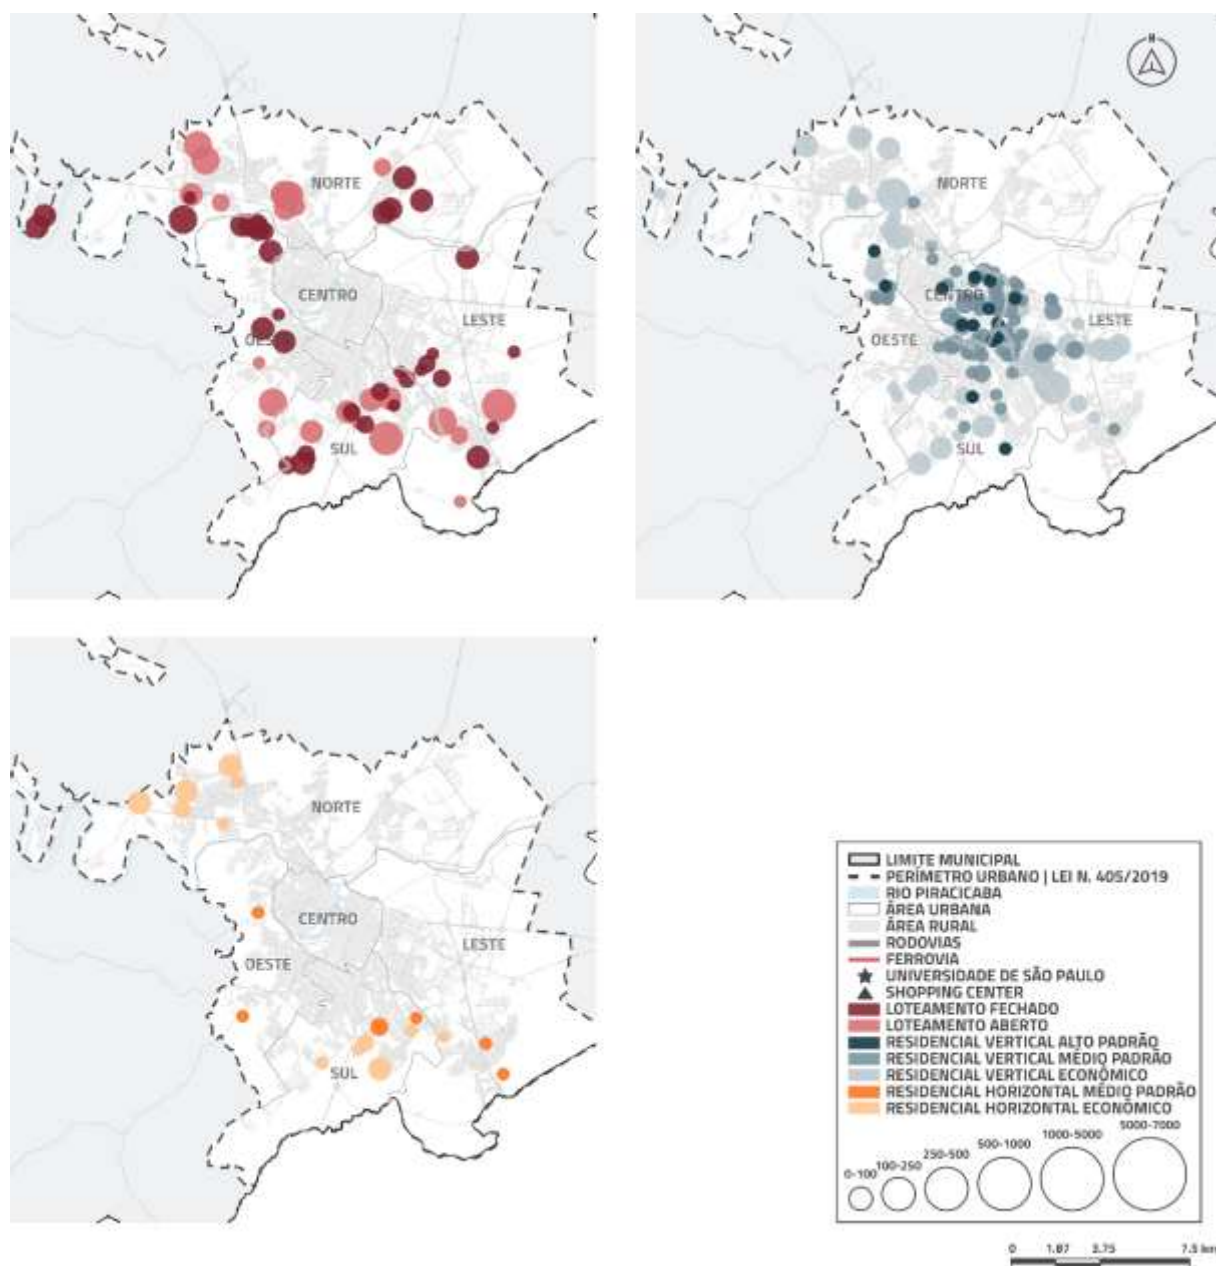 N
NORTE
CENTRO
LESTE
OESTE
SUL
NORTE
CENTRO
LESTE
OESTE
SUL
NORTE
CENTRO
LESTE
OESTE
SUL
LIMITE MUNICIPAL
PERÍMETRO URBANO | LEI N. 405/2019
RIO PIRACICABA
ÁREA URBANA
ÁREA RURAL
RODOVIAS
FERROVIA
UNIVERSIDADE DE SÃO PAULO
SHOPPING CENTER
LOTEAMENTO FECHADO
LOTEAMENTO ABERTO
RESIDENCIAL VERTICAL ALTO PADRÃO
RESIDENCIAL VERTICAL MÉDIO PADRÃO
RESIDENCIAL VERTICAL ECONÔMICO
RESIDENCIAL HORIZONTAL MÉDIO PADRÃO
RESIDENCIAL HORIZONTAL ECONÔMICO
0-100 100-250 250-500 500-1000 1000-5000 5000-7000
0 1.87 3.75 7.5 km